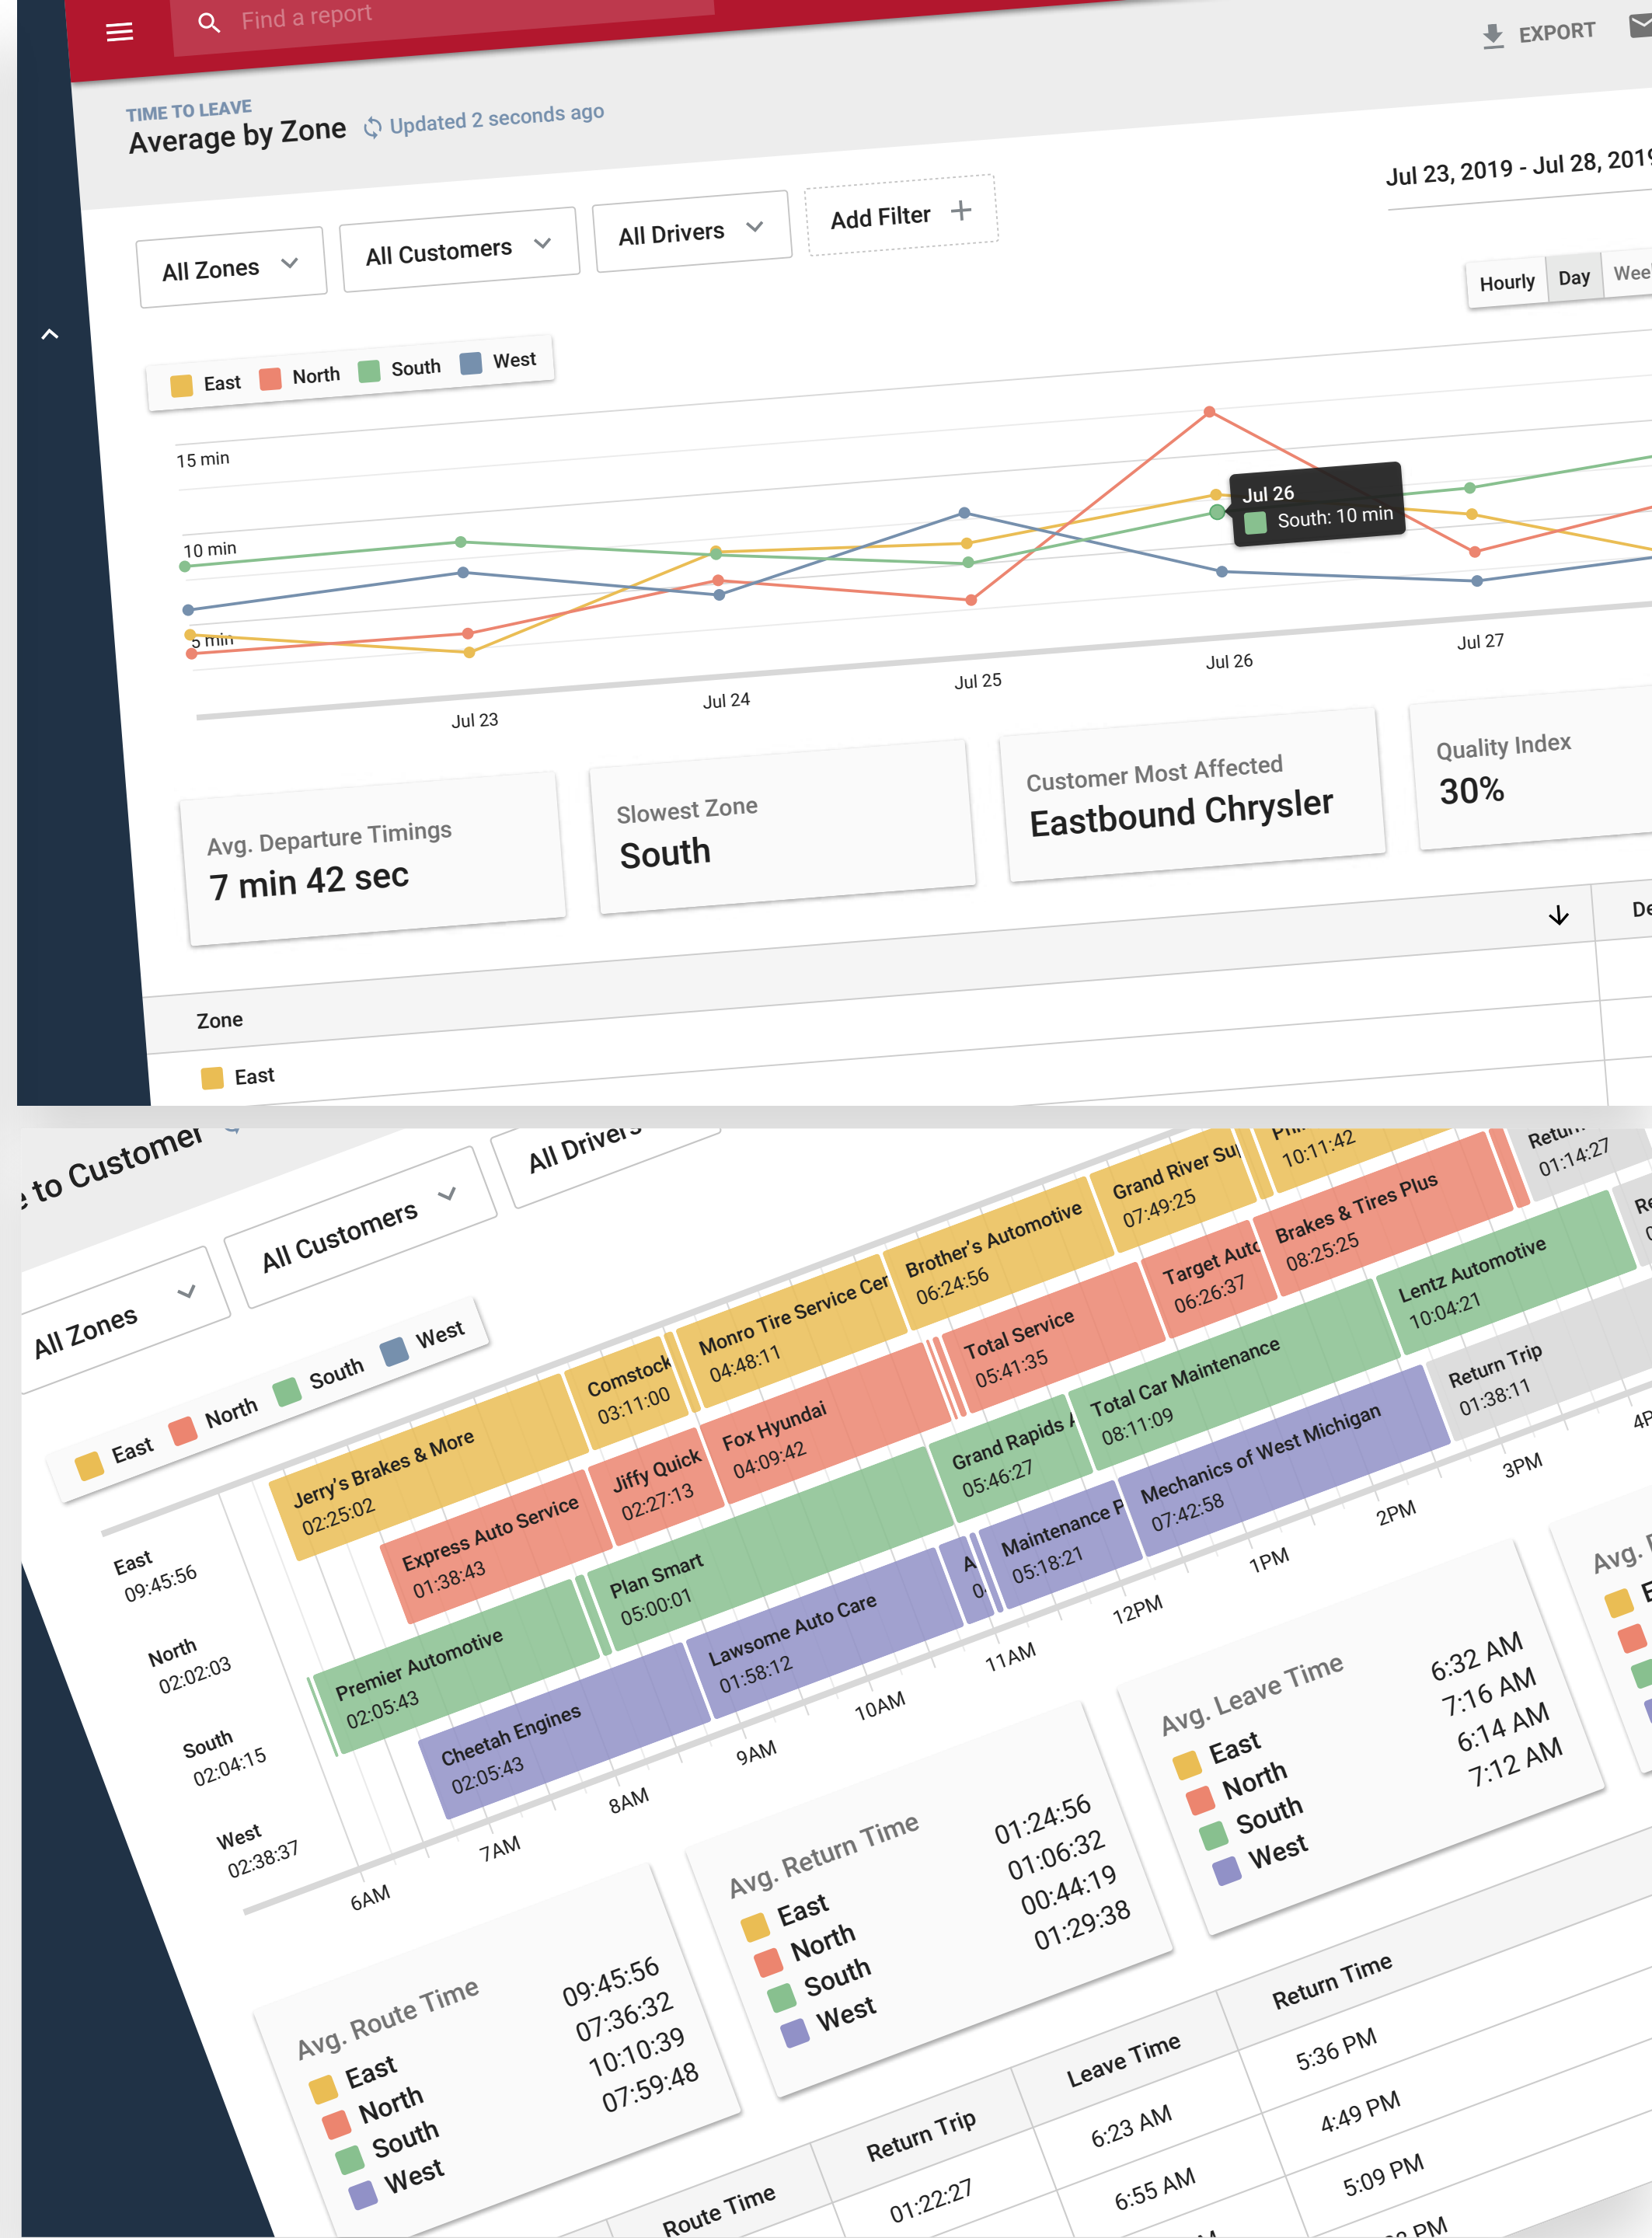 Find a report
EXPORT
TIME TO LEAVE
Average by Zone
Updated 2 seconds ago
Jul 23, 2019 - Jul 28, 2019
All Zones
All Customers
All Drivers
Add Filter
Hourly
Day
East
North
South
West
15 min
10 min
5 min
Jul 26
South: 10 min
Jul 23
Jul 24
Jul 25
Jul 26
Jul 27
Avg. Departure Timings
7 min 42 sec
Slowest Zone
South
Customer Most Affected
Eastbound Chrysler
Quality Index
30%
Zone
East
to Customer
All Zones
All Customers
All Drivers
East
North
South
West
East
09:45:56
Jerry's Brakes & More
02:25:02
Comstock
03:11:00
Monro Tire Service
04:48:11
Brother's Automotive
06:24:56
Grand River
07:49:25
10:11:42
North
02:02:03
Express Auto Service
01:38:43
Jiffy Quick
02:27:13
Fox Hyundai
04:09:42
Total Service
05:41:35
Target
06:26:37
Brakes & Tires Plus
08:25:25
Return
01:14:27
South
02:04:15
Premier Automotive
02:05:43
Plan Smart
05:00:01
Grand Rapids
05:46:27
Total Car Maintenance
08:11:09
Lentz Automotive
10:04:21
West
02:38:37
Cheetah Engines
02:05:43
Lawsome Auto Care
01:58:12
Maintenance
05:18:21
Mechanics of West Michigan
07:42:58
Return Trip
01:38:11
6AM
7AM
8AM
9AM
10AM
11AM
12PM
1PM
2PM
3PM
Avg. Route Time
East 09:45:56
North 07:36:32
South 10:10:39
West 07:59:48
Avg. Return Time
East 01:24:56
North 01:06:32
South 00:44:19
West 01:29:38
Avg. Leave Time
East 6:32 AM
North 7:16 AM
South 6:14 AM
West 7:12 AM
Avg.
Route Time
Return Trip
Leave Time
Return Time
01:22:27
6:23 AM
5:36 PM
6:55 AM
4:49 PM
5:09 PM
PM